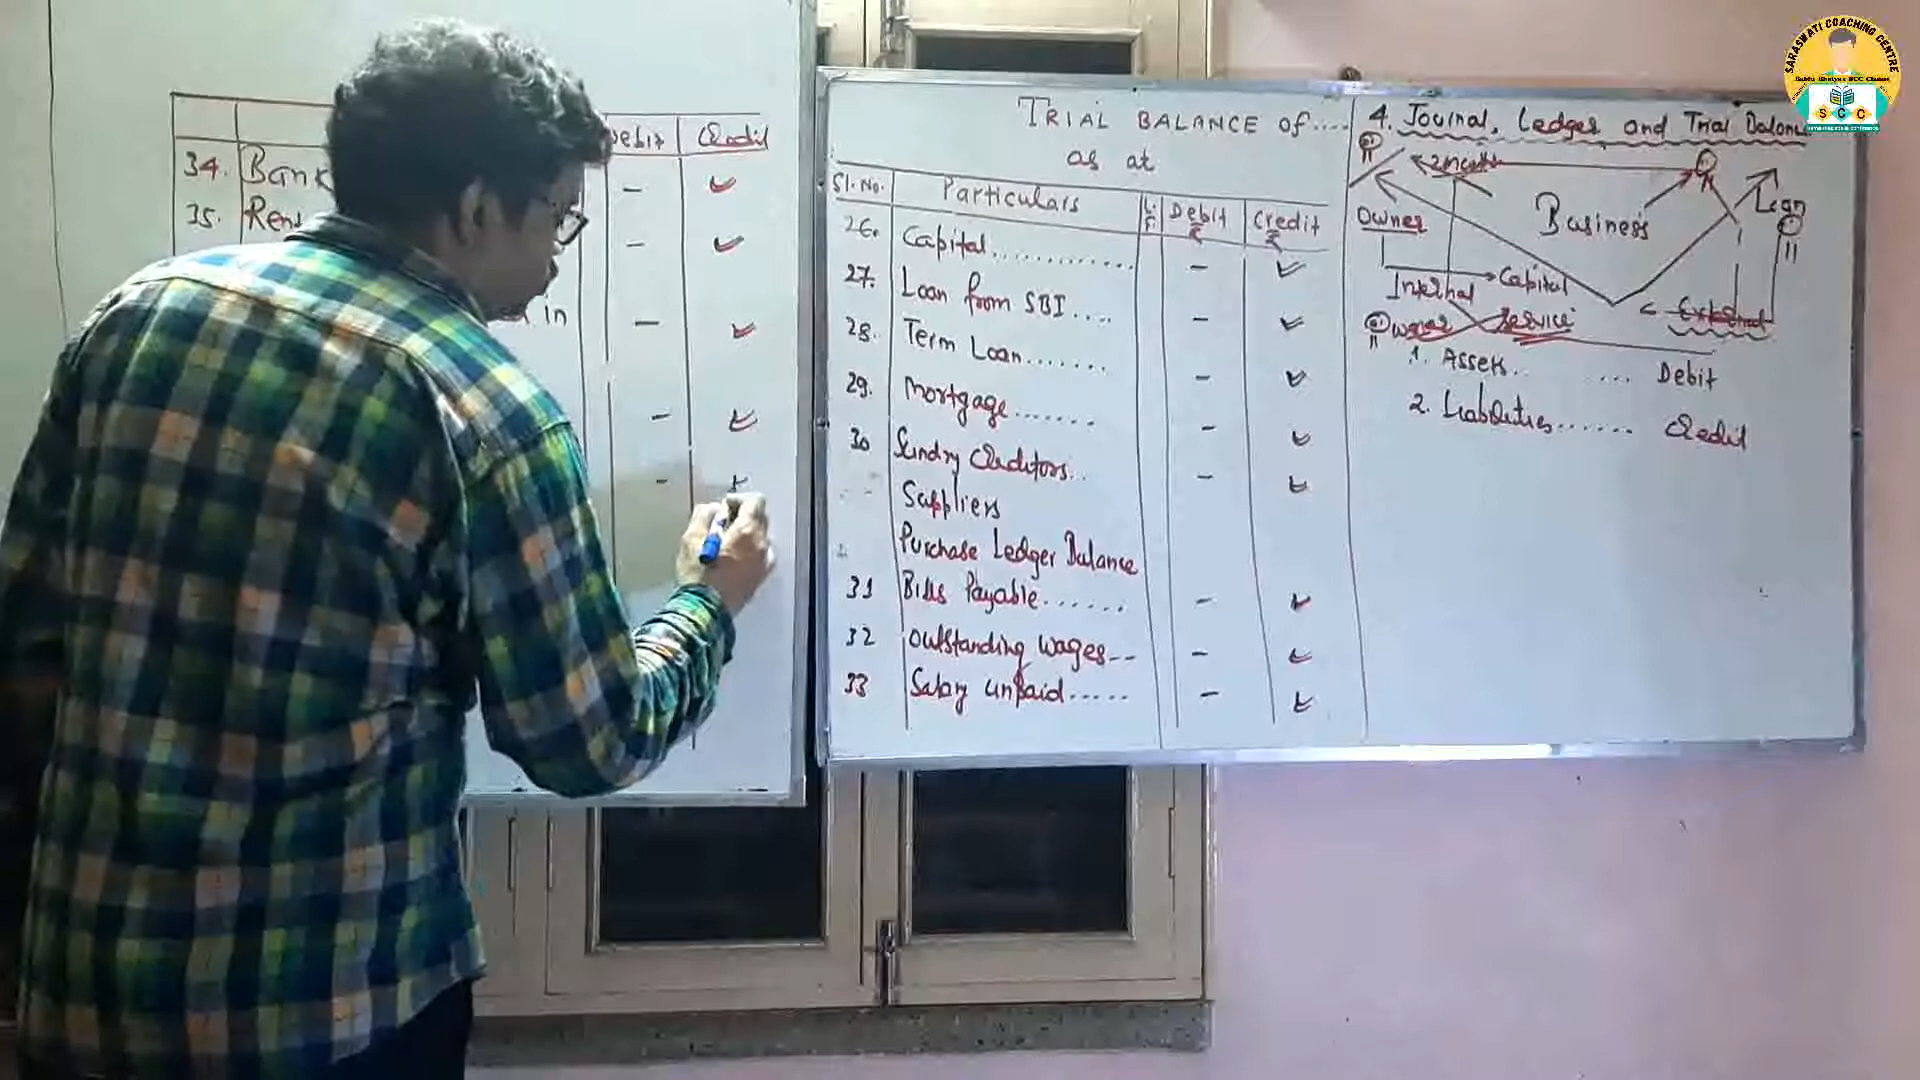 Debit Credit
34. Bank
35. Ren
in
TRIAL BALANCE of....
as at
Sl. No. Particulars L.F. Debit ₹ Credit ₹
26. Capital............. -
27. Loan from SBI.... -
28. Term Loan....... -
29. Mortgage....... -
30 Sundry Creditors.. -
Suppliers
Purchase Ledger Balance
31 Bills Payable...... -
32 Outstanding Wages-- -
33 Salary unpaid..... -
4. Journal, Ledger and Trial Balance
Owner Business Loan
Internal Capital External
Owner Service
1. Assets.. ... Debit
2. Liabilities...... Credit
SARASWATI COACHING CENTRE
S C C